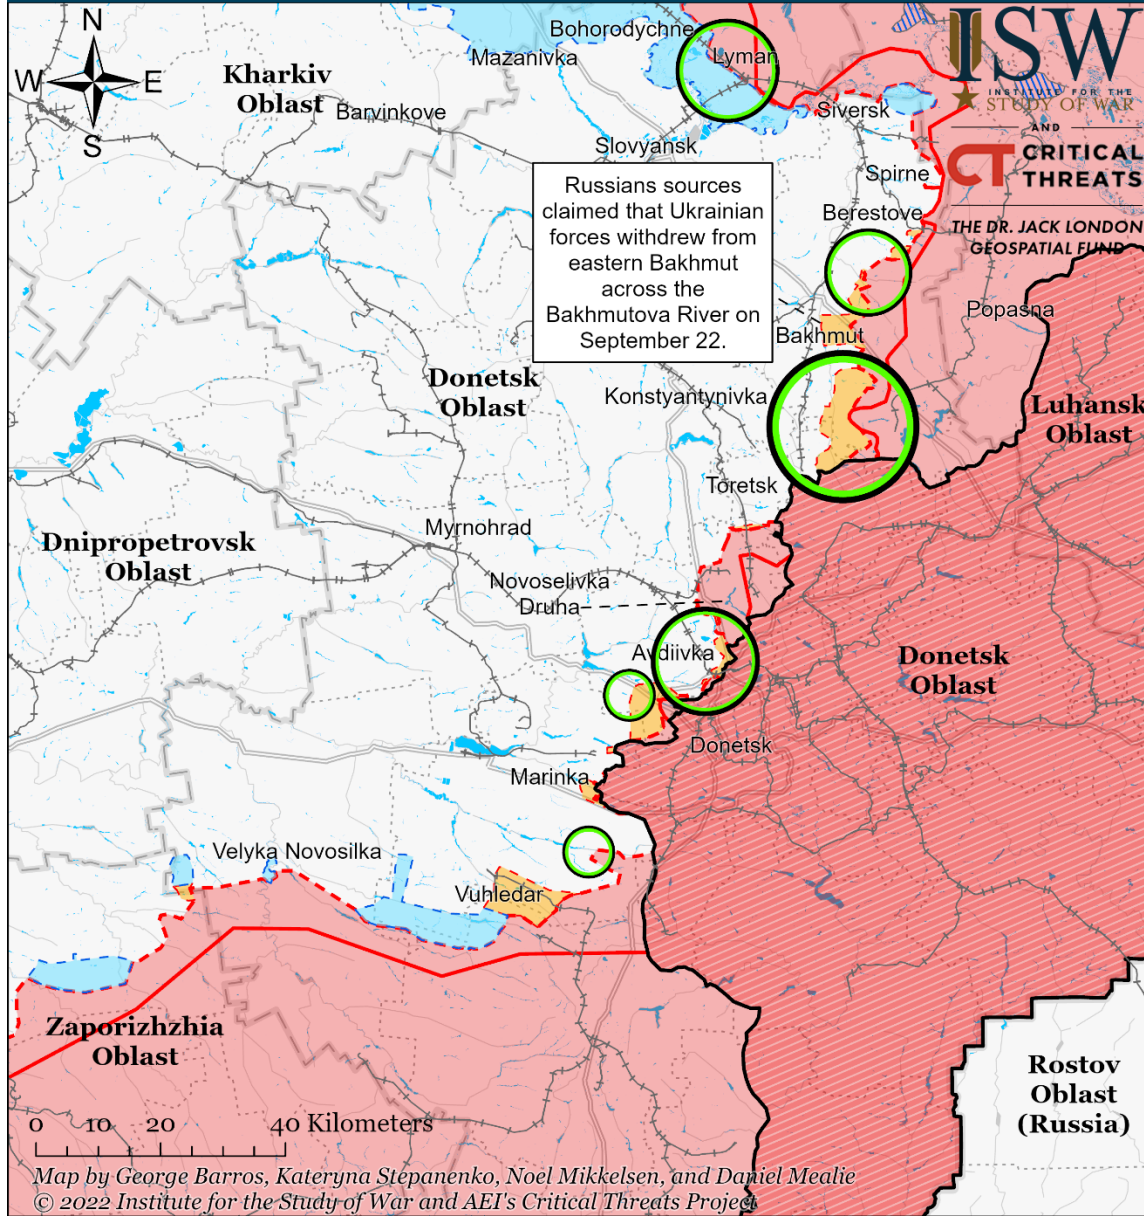 N
W
E
S
ISW
INSTITUTE FOR THE
STUDY OF WAR
AND
CT CRITICAL
THREATS
THE DR. JACK LONDON
GEOSPATIAL FUND
Bohorodychne
Mazanivka
Lyman
Kharkiv
Oblast
Barvinkove
Siversk
Slovyansk
Spirne
Berestove
Russians sources
claimed that Ukrainian
forces withdrew from
eastern Bakhmut
across the
Bakhmutova River on
September 22.
Popasna
Bakhmut
Donetsk
Oblast
Konstyantynivka
Luhansk
Oblast
Toretsk
Myrnohrad
Dnipropetrovsk
Oblast
Novoselivka
Druha
Avdiivka
Donetsk
Oblast
Donetsk
Marinka
Velyka Novosilka
Vuhledar
Zaporizhzhia
Oblast
Rostov
Oblast
(Russia)
0 10 20 40 Kilometers
Map by George Barros, Kateryna Stepanenko, Noel Mikkelsen, and Daniel Mealie
© 2022 Institute for the Study of War and AEI's Critical Threats Project